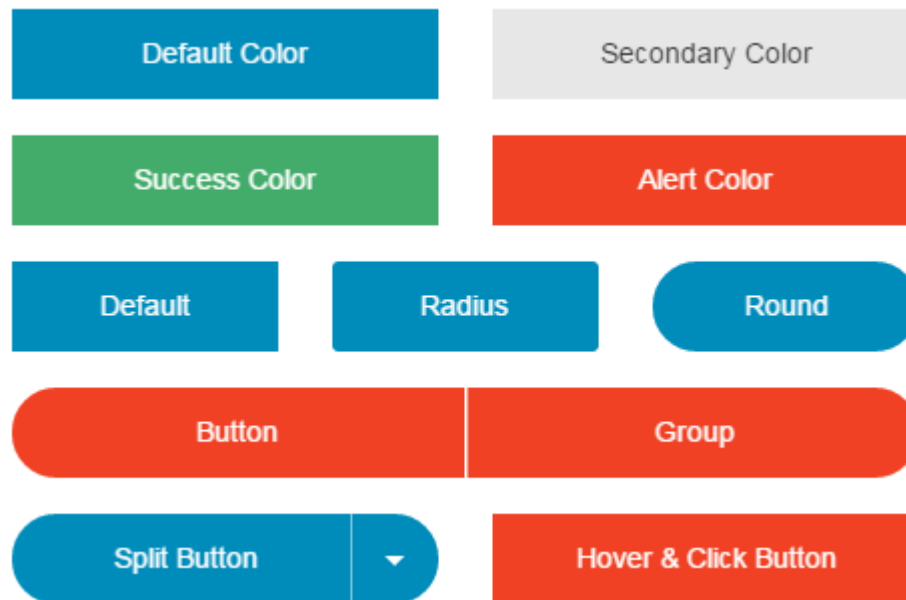 Default Color
Secondary Color
Success Color
Alert Color
Default
Radius
Round
Button
Group
Split Button
Hover & Click Button